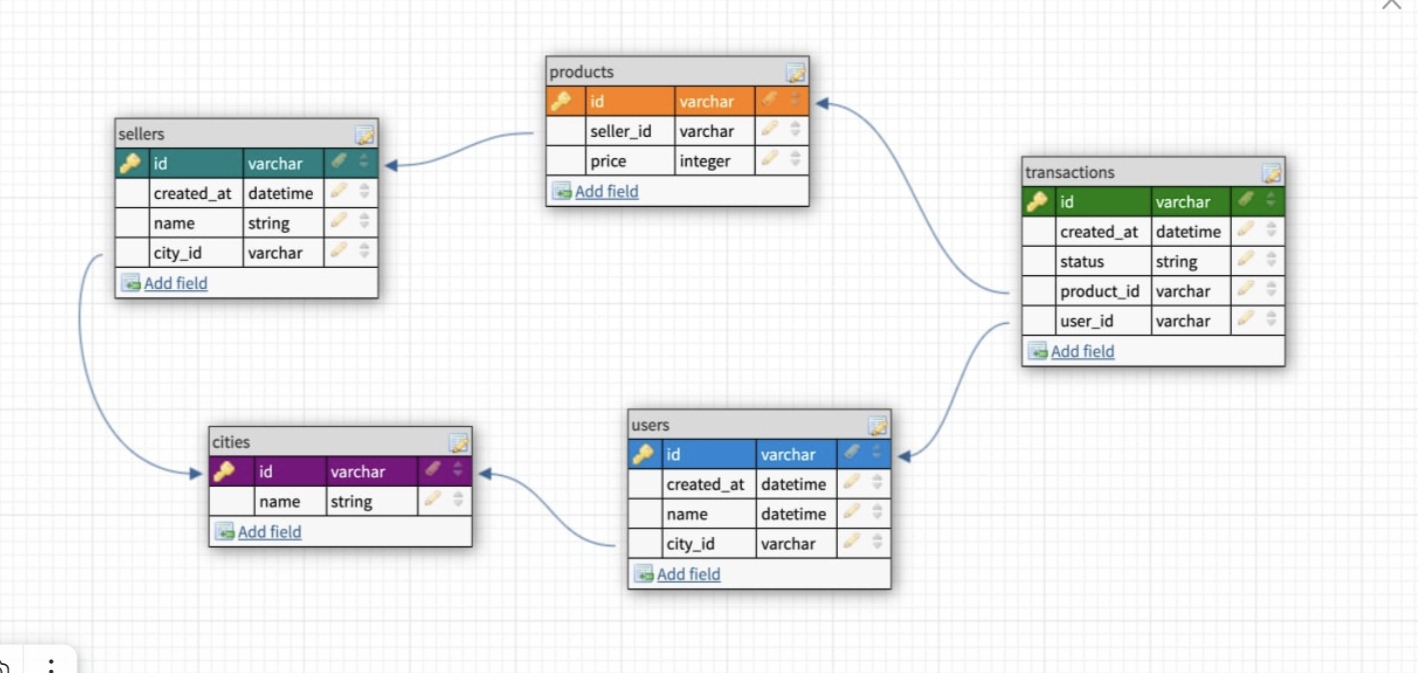 products
id varchar
seller_id varchar
price integer
Add field
sellers
id varchar
created_at datetime
name string
city_id varchar
Add field
transactions
id varchar
created_at datetime
status string
product_id varchar
user_id varchar
Add field
cities
id varchar
name string
Add field
users
id varchar
created_at datetime
name datetime
city_id varchar
Add field